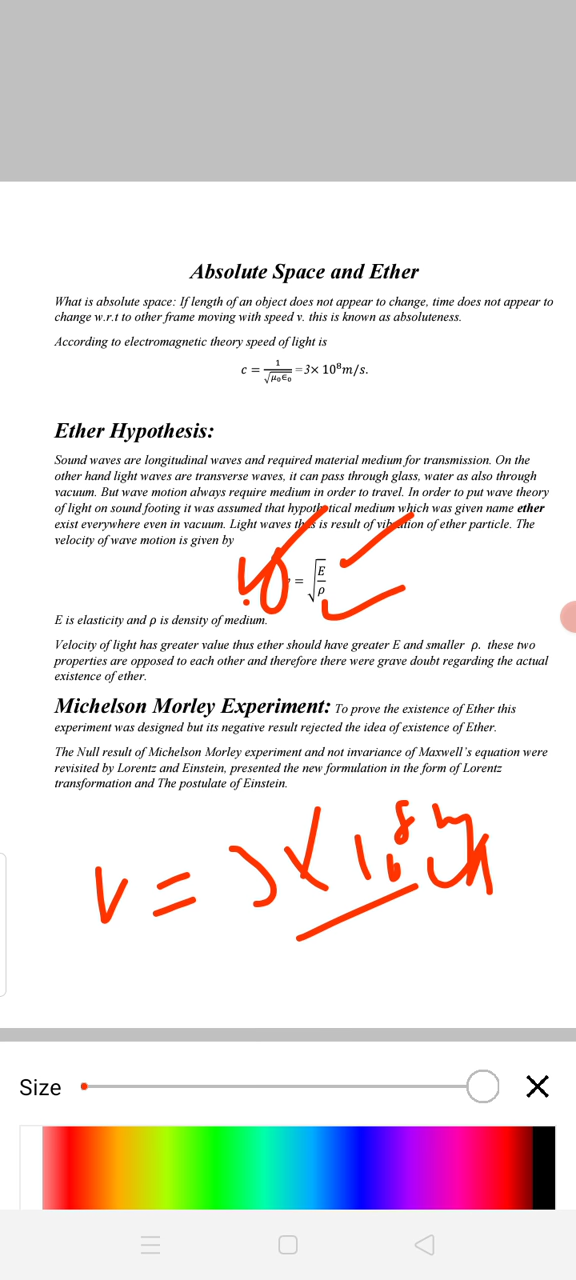 Absolute Space and Ether
What is absolute space: If length of an object does not appear to change, time does not appear to
change w.r.t to other frame moving with speed v. this is known as absoluteness.
According to electromagnetic theory speed of light is
c = 1/√μ₀ϵ₀ =3× 10⁸m/s.
Ether Hypothesis:
Sound waves are longitudinal waves and required material medium for transmission. On the
other hand light waves are transverse waves, it can pass through glass, water as also through
vacuum. But wave motion always require medium in order to travel. In order to put wave theory
of light on sound footing it was assumed that hypothetical medium which was given name ether
exist everywhere even in vacuum. Light waves thus is result of vibration of ether particle. The
velocity of wave motion is given by
= √E/ρ
E is elasticity and ρ is density of medium.
Velocity of light has greater value thus ether should have greater E and smaller ρ. these two
properties are opposed to each other and therefore there were grave doubt regarding the actual
existence of ether.
Michelson Morley Experiment: To prove the existence of Ether this
experiment was designed but its negative result rejected the idea of existence of Ether.
The Null result of Michelson Morley experiment and not invariance of Maxwell's equation were
revisited by Lorentz and Einstein, presented the new formulation in the form of Lorentz
transformation and The postulate of Einstein.
V = 3×10⁸
Size